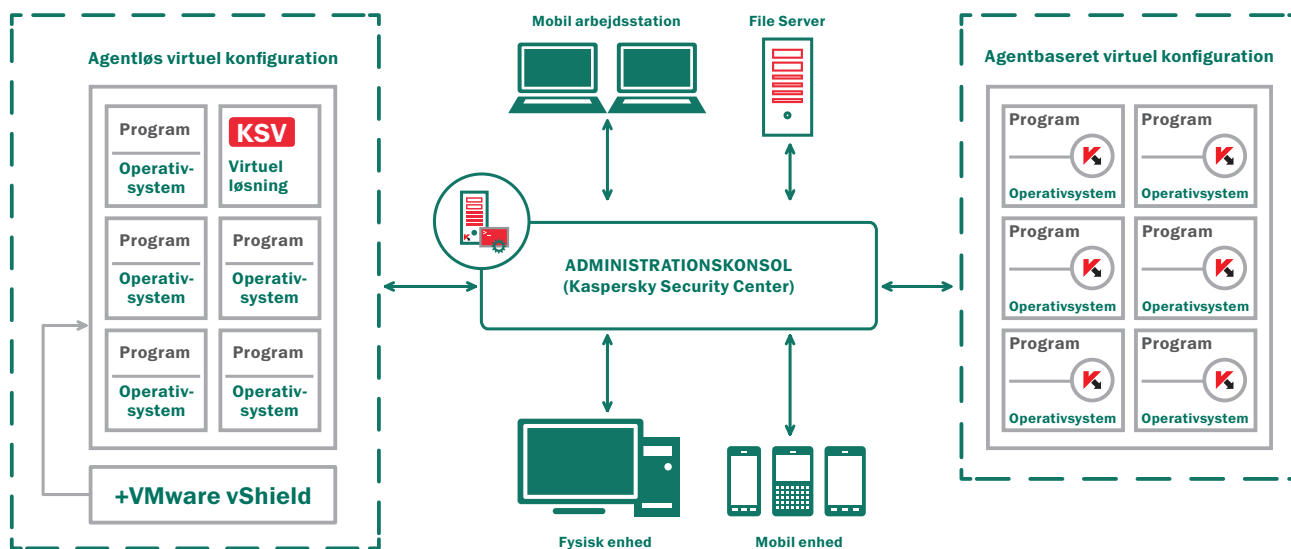 Mobil arbejdsstation
File Server
Agentløs virtuel konfiguration
Program
Operativ-
system
KSV
Virtuel
løsning
Program
Operativ-
system
Program
Operativ-
system
Program
Operativ-
system
Program
Operativ-
system
+VMware vShield
ADMINISTRATIONSKONSOL
(Kaspersky Security Center)
Fysisk enhed
Mobil enhed
Agentbaseret virtuel konfiguration
Program
Operativsystem
Program
Operativsystem
Program
Operativsystem
Program
Operativsystem
Program
Operativsystem
Program
Operativsystem